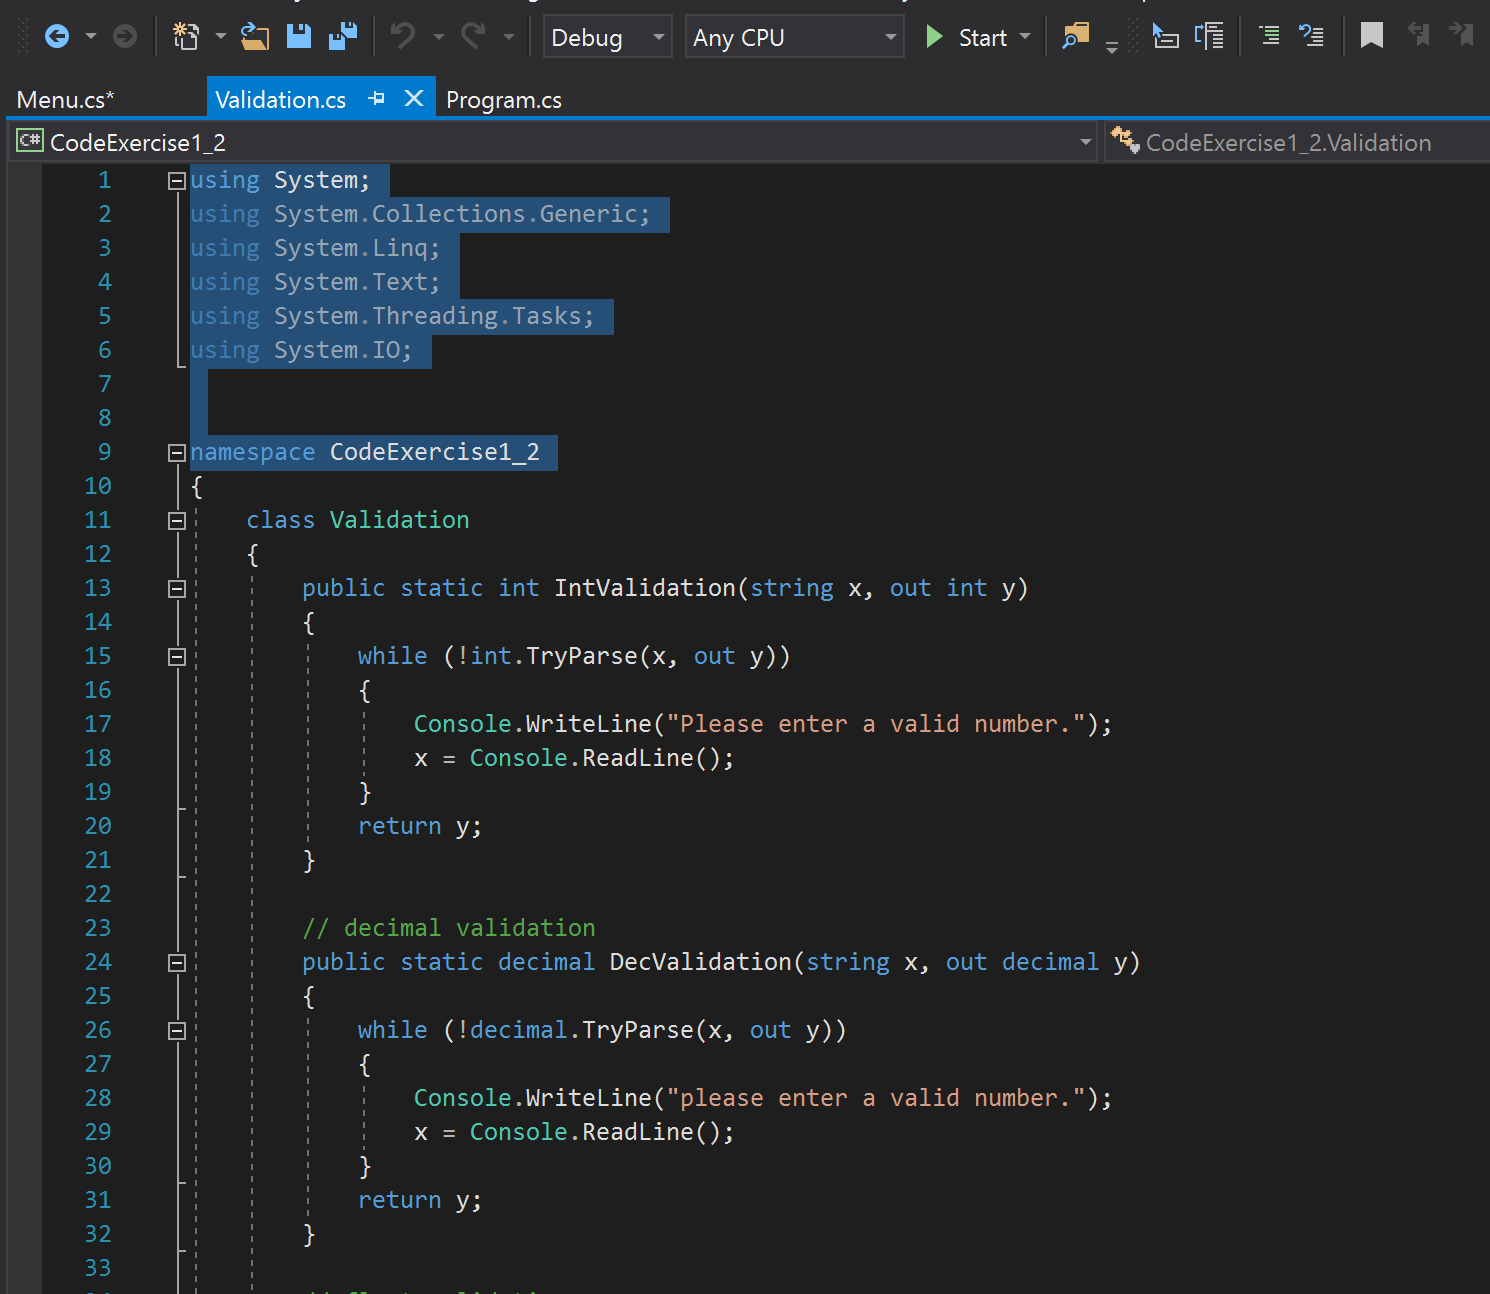 Debug Any CPU Start
Menu.cs* Validation.cs Program.cs
C# CodeExercise1_2 CodeExercise1_2.Validation
1 using System;
2 using System.Collections.Generic;
3 using System.Linq;
4 using System.Text;
5 using System.Threading.Tasks;
6 using System.IO;
7
8
9 namespace CodeExercise1_2
10 {
11 class Validation
12 {
13 public static int IntValidation(string x, out int y)
14 {
15 while (!int.TryParse(x, out y))
16 {
17 Console.WriteLine("Please enter a valid number.");
18 x = Console.ReadLine();
19 }
20 return y;
21 }
22
23 // decimal validation
24 public static decimal DecValidation(string x, out decimal y)
25 {
26 while (!decimal.TryParse(x, out y))
27 {
28 Console.WriteLine("please enter a valid number.");
29 x = Console.ReadLine();
30 }
31 return y;
32 }
33